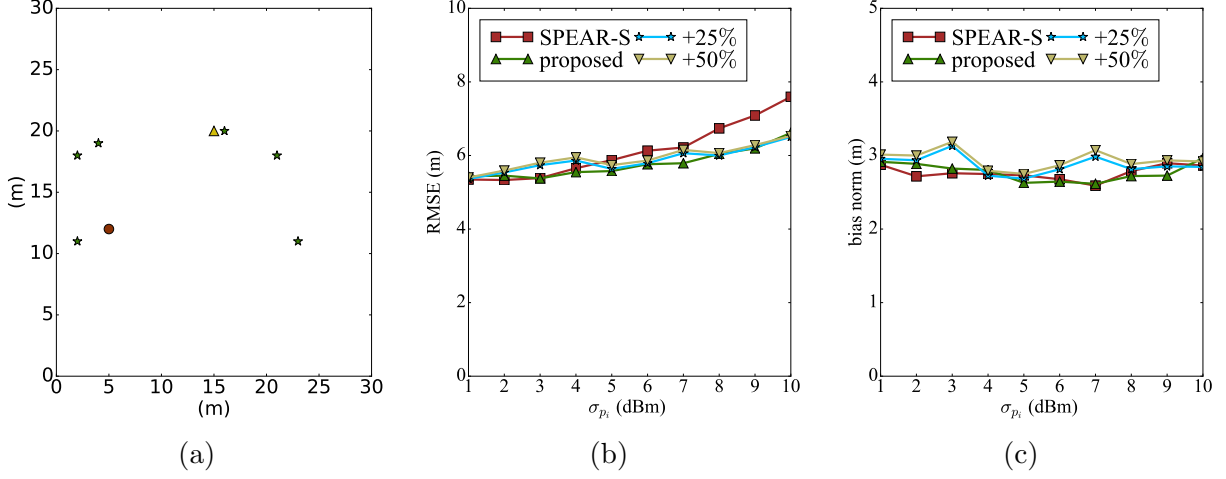 30
25
20
15
10
5
0
(m)
0 5 10 15 20 25 30
(m)
(a)
10
8
6
4
2
0
RMSE (m)
SPEAR-S +25%
proposed +50%
1 2 3 4 5 6 7 8 9 10
σ_{p_i} (dBm)
(b)
5
4
3
2
1
0
bias norm (m)
SPEAR-S +25%
proposed +50%
1 2 3 4 5 6 7 8 9 10
σ_{p_i} (dBm)
(c)